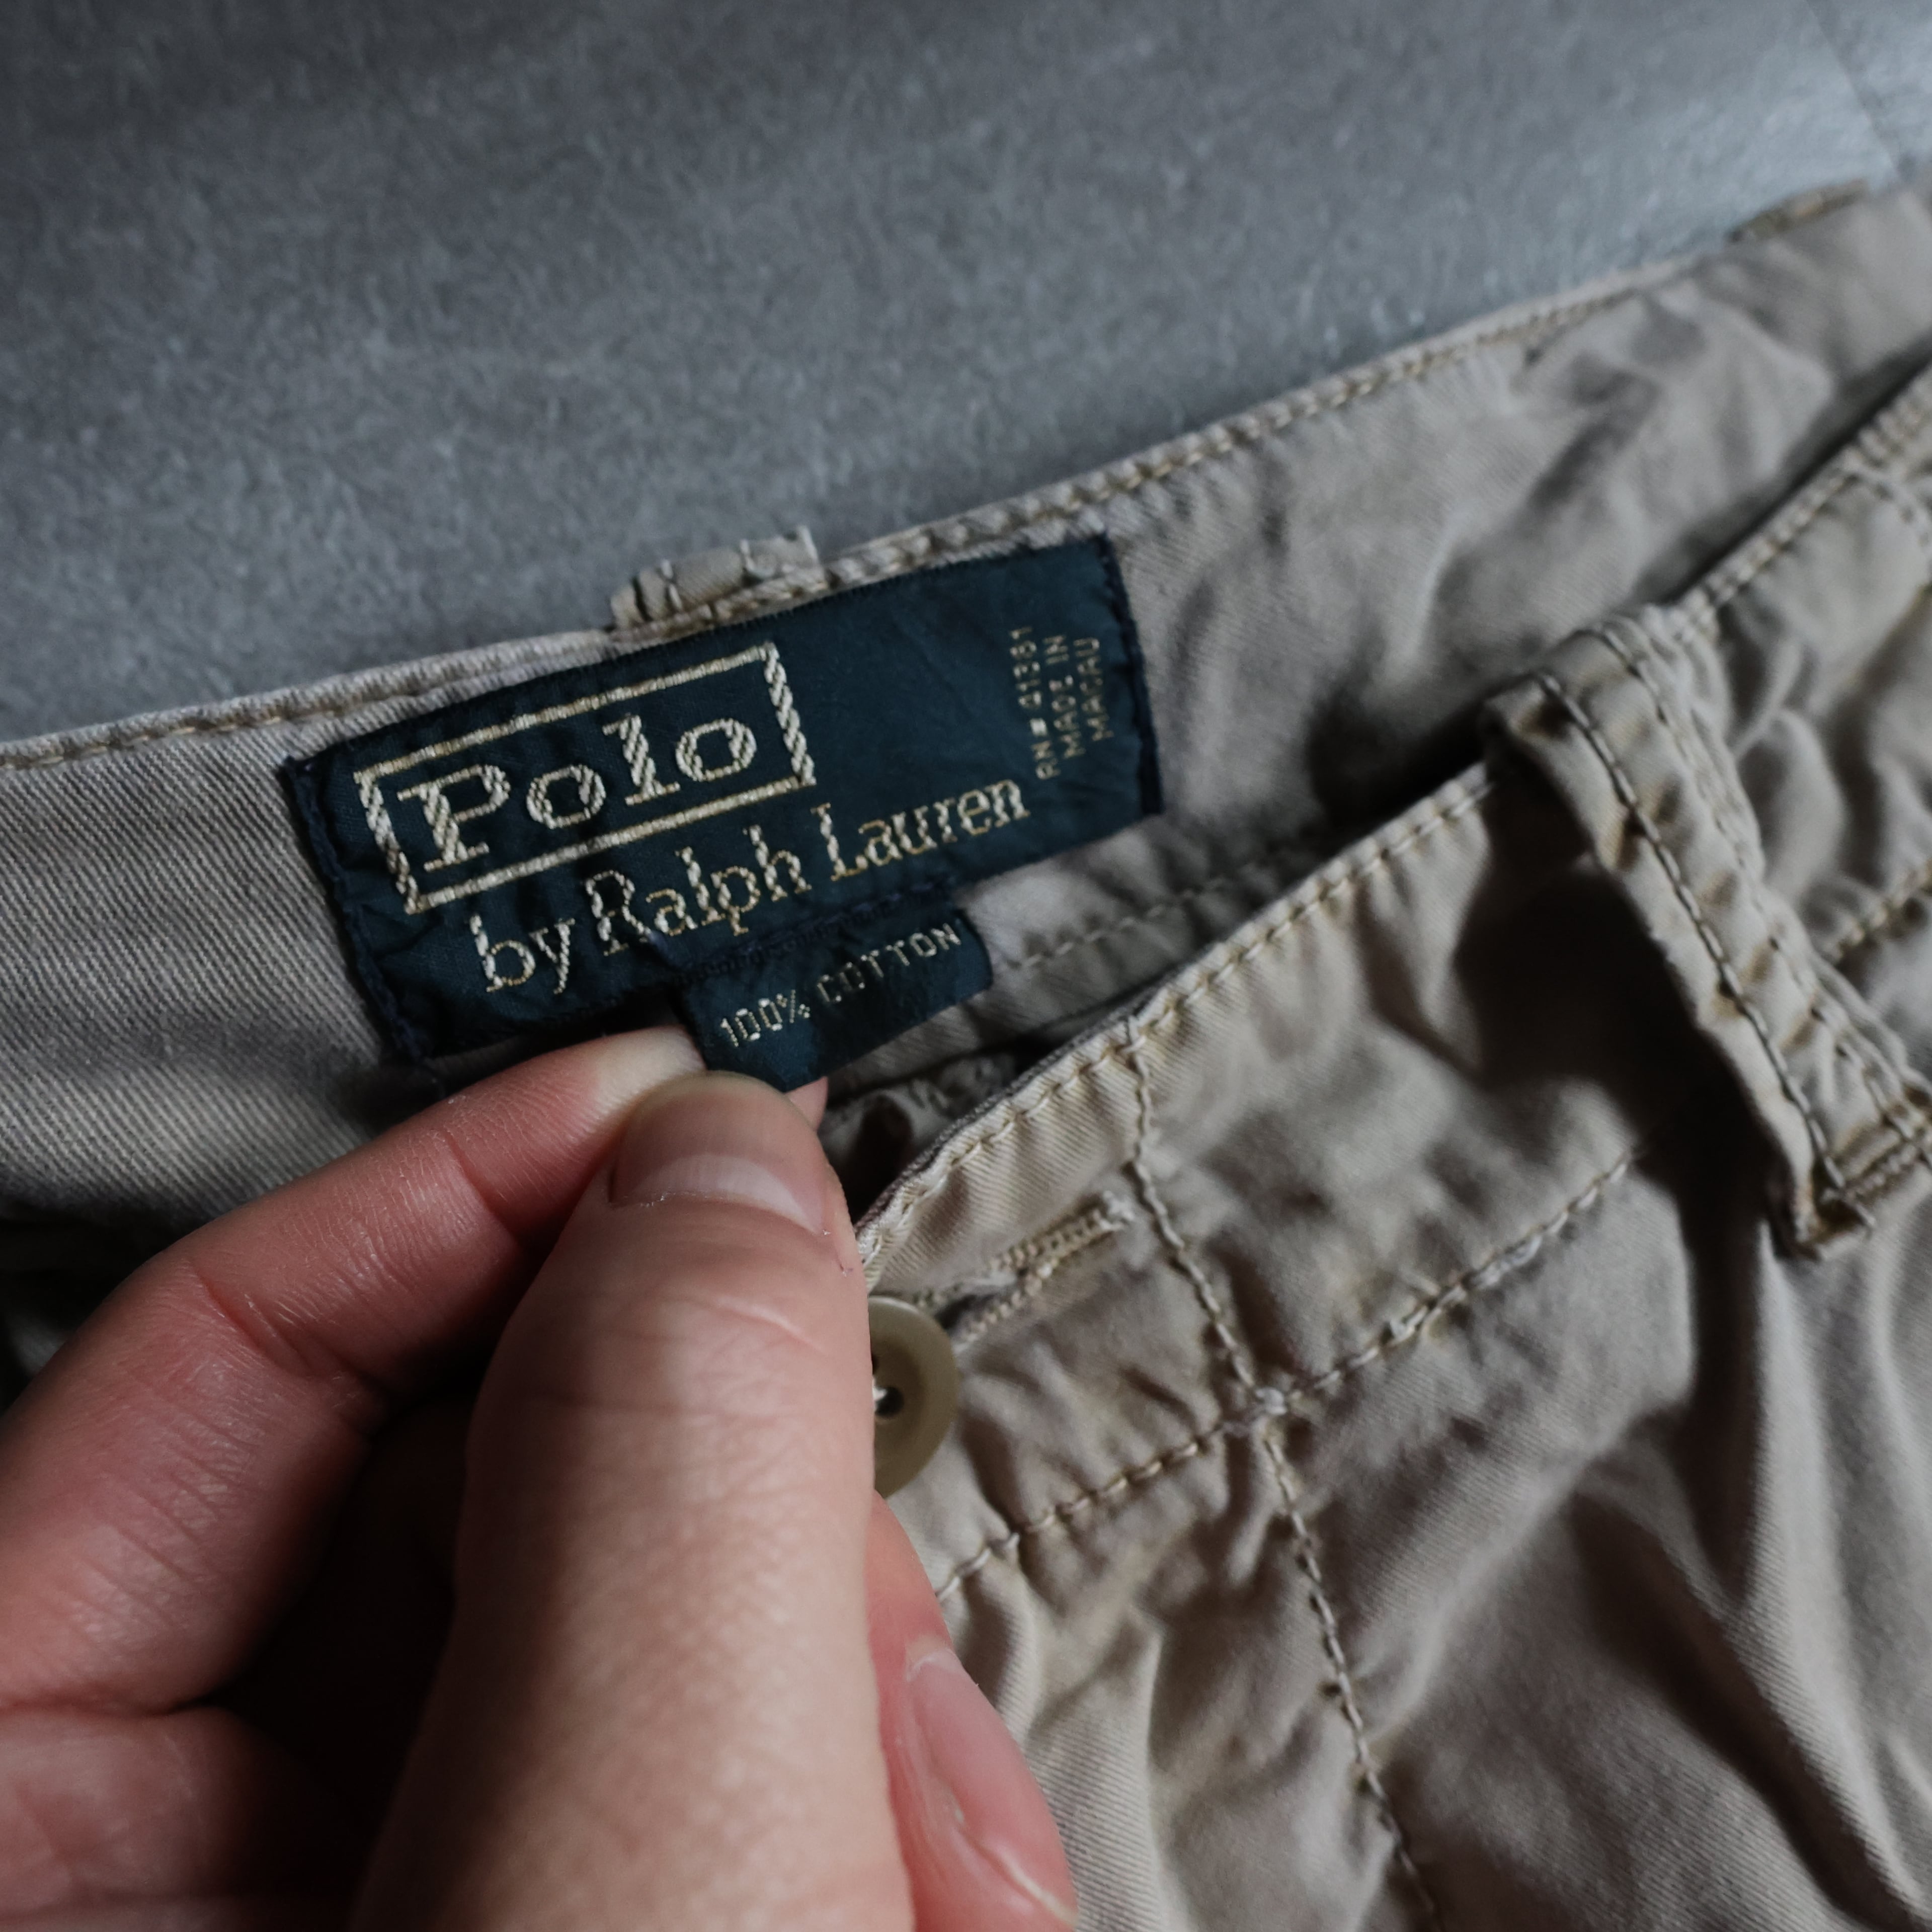 Polo
by Ralph Lauren
RN# 41381
MADE IN
MACAU
100% COTTON